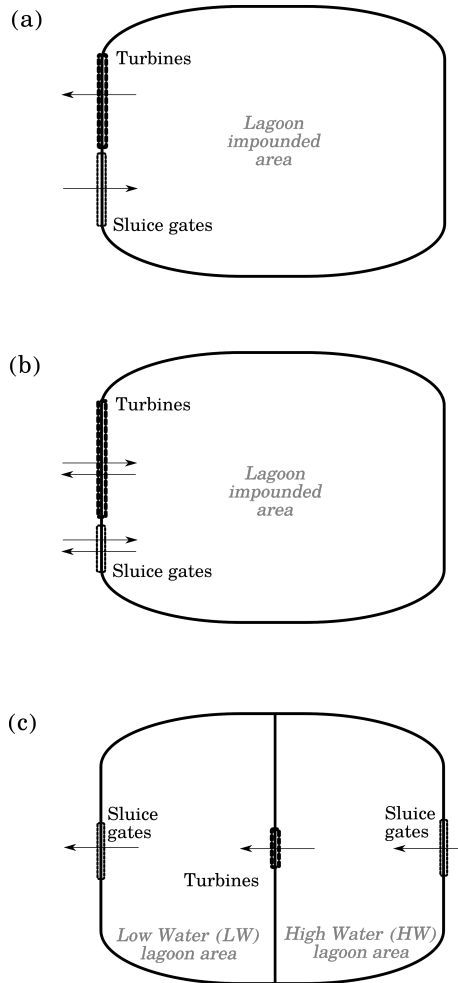 (a)
Turbines
Lagoon
impounded
area
Sluice gates
(b)
Turbines
Lagoon
impounded
area
Sluice gates
(c)
Sluice
gates
Sluice
gates
Turbines
Low Water (LW)
lagoon area
High Water (HW)
lagoon area